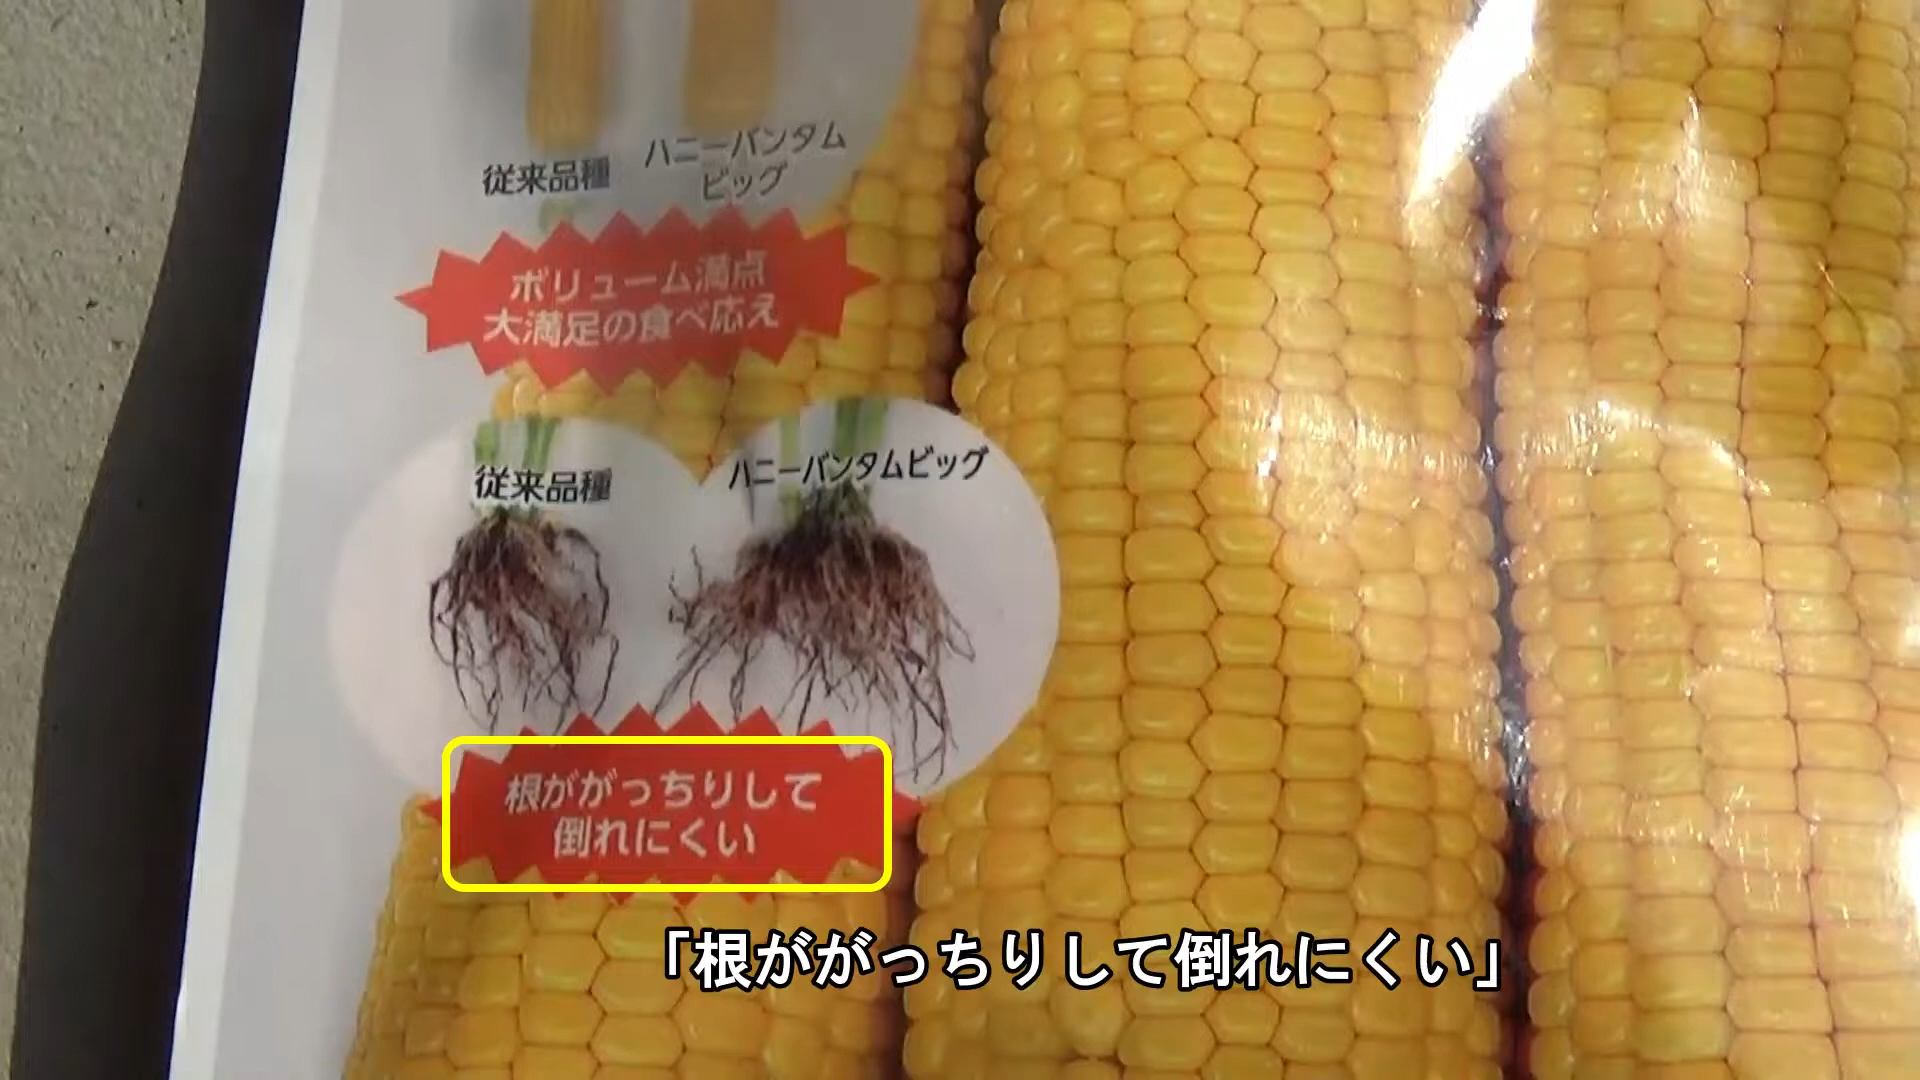 従来品種
ハニーバンタム
ビッグ
ボリューム満点
大満足の食べ応え
従来品種
ハニーバンタムビッグ
根ががっちりして
倒れにくい
「根ががっちりして倒れにくい」